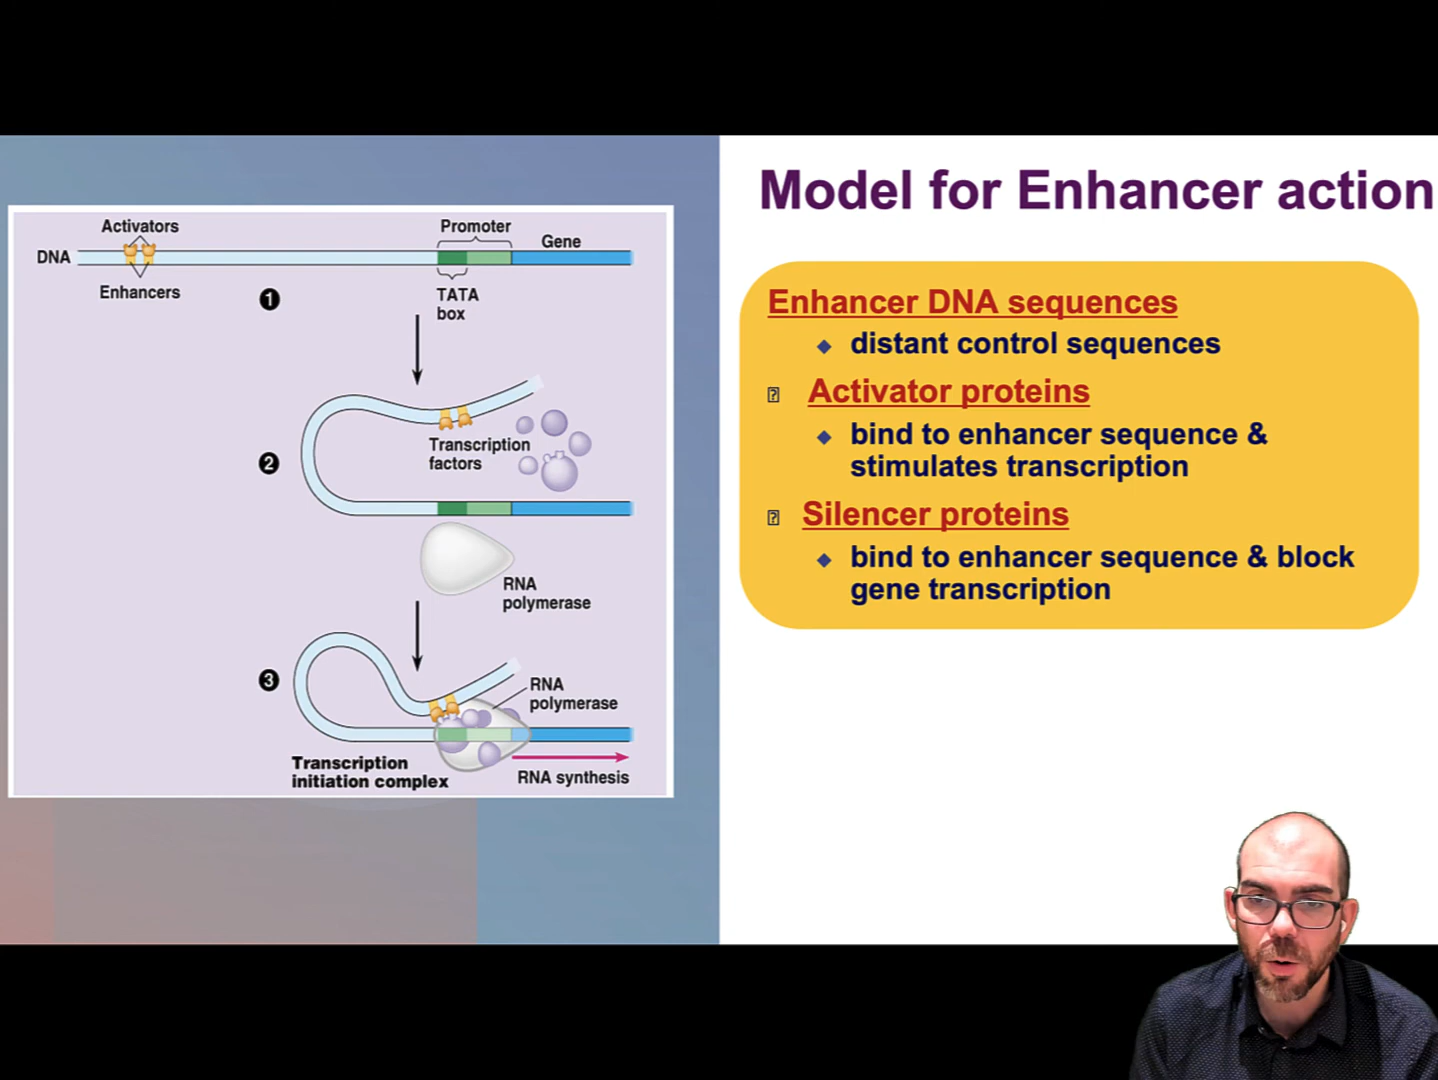 Model for Enhancer action
Activators
Promoter
Gene
DNA
Enhancers
1
TATA
box
2
Transcription
factors
RNA
polymerase
3
RNA
polymerase
Transcription
initiation complex
RNA synthesis
Enhancer DNA sequences
distant control sequences
Activator proteins
bind to enhancer sequence &
stimulates transcription
Silencer proteins
bind to enhancer sequence & block
gene transcription